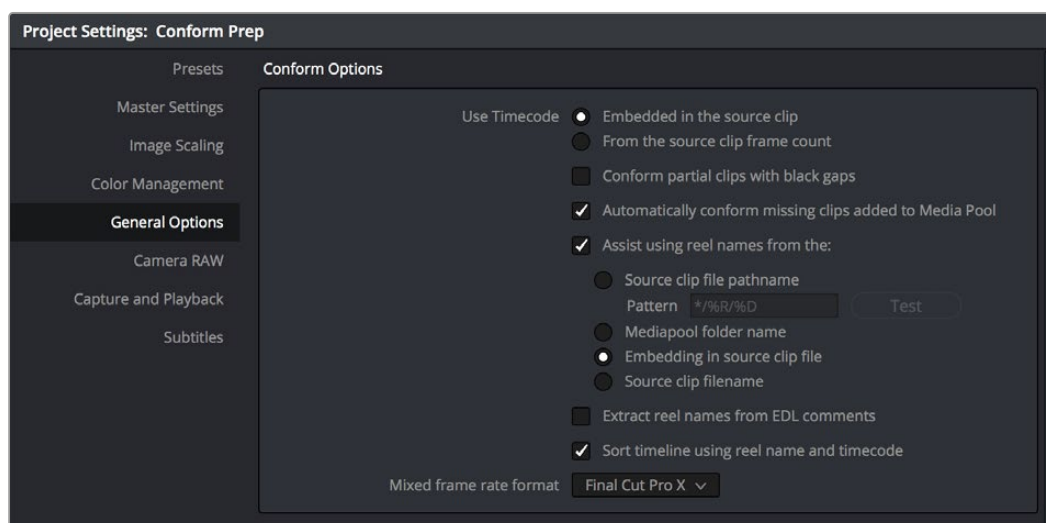 Project Settings: Conform Prep
Presets
Master Settings
Image Scaling
Color Management
General Options
Camera RAW
Capture and Playback
Subtitles
Conform Options
Use Timecode Embedded in the source clip
From the source clip frame count
Conform partial clips with black gaps
Automatically conform missing clips added to Media Pool
Assist using reel names from the:
Source clip file pathname
Pattern */%R/%D Test
Mediapool folder name
Embedding in source clip file
Source clip filename
Extract reel names from EDL comments
Sort timeline using reel name and timecode
Mixed frame rate format Final Cut Pro X